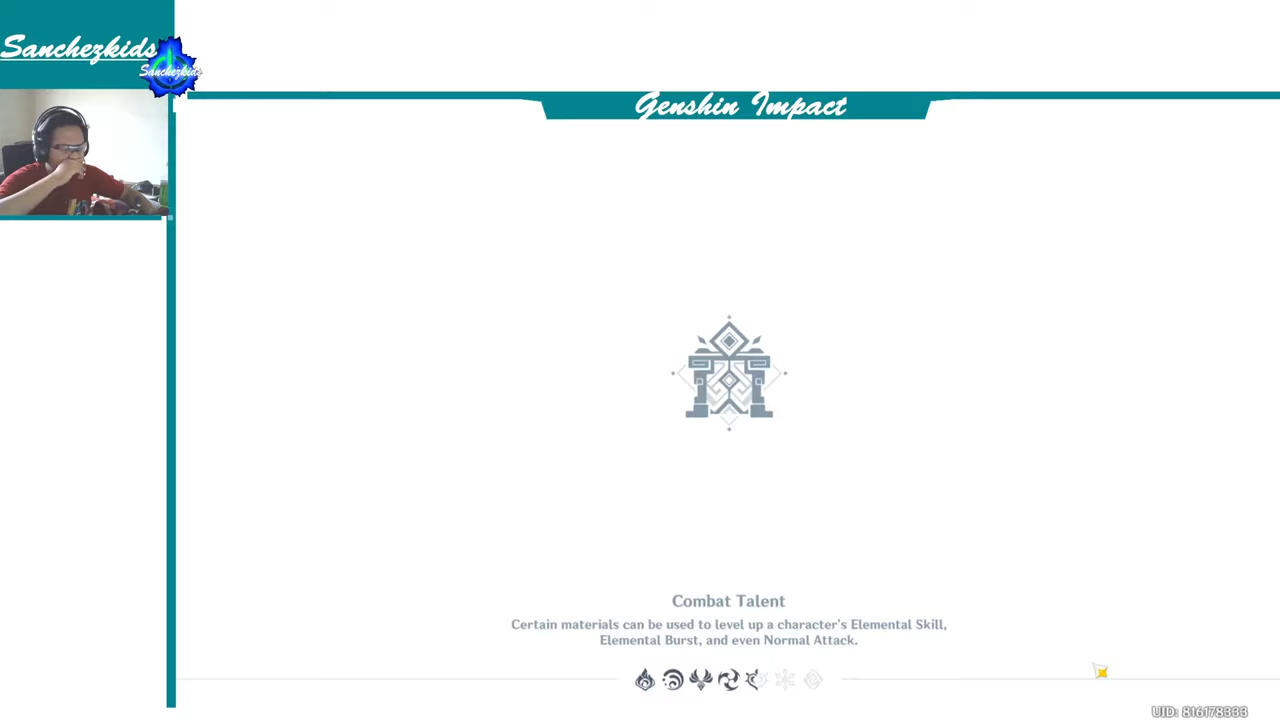 Sanchezkids
Sanchezkids
Genshin Impact
Combat Talent
Certain materials can be used to level up a character's Elemental Skill,
Elemental Burst, and even Normal Attack.
UID: 816178333